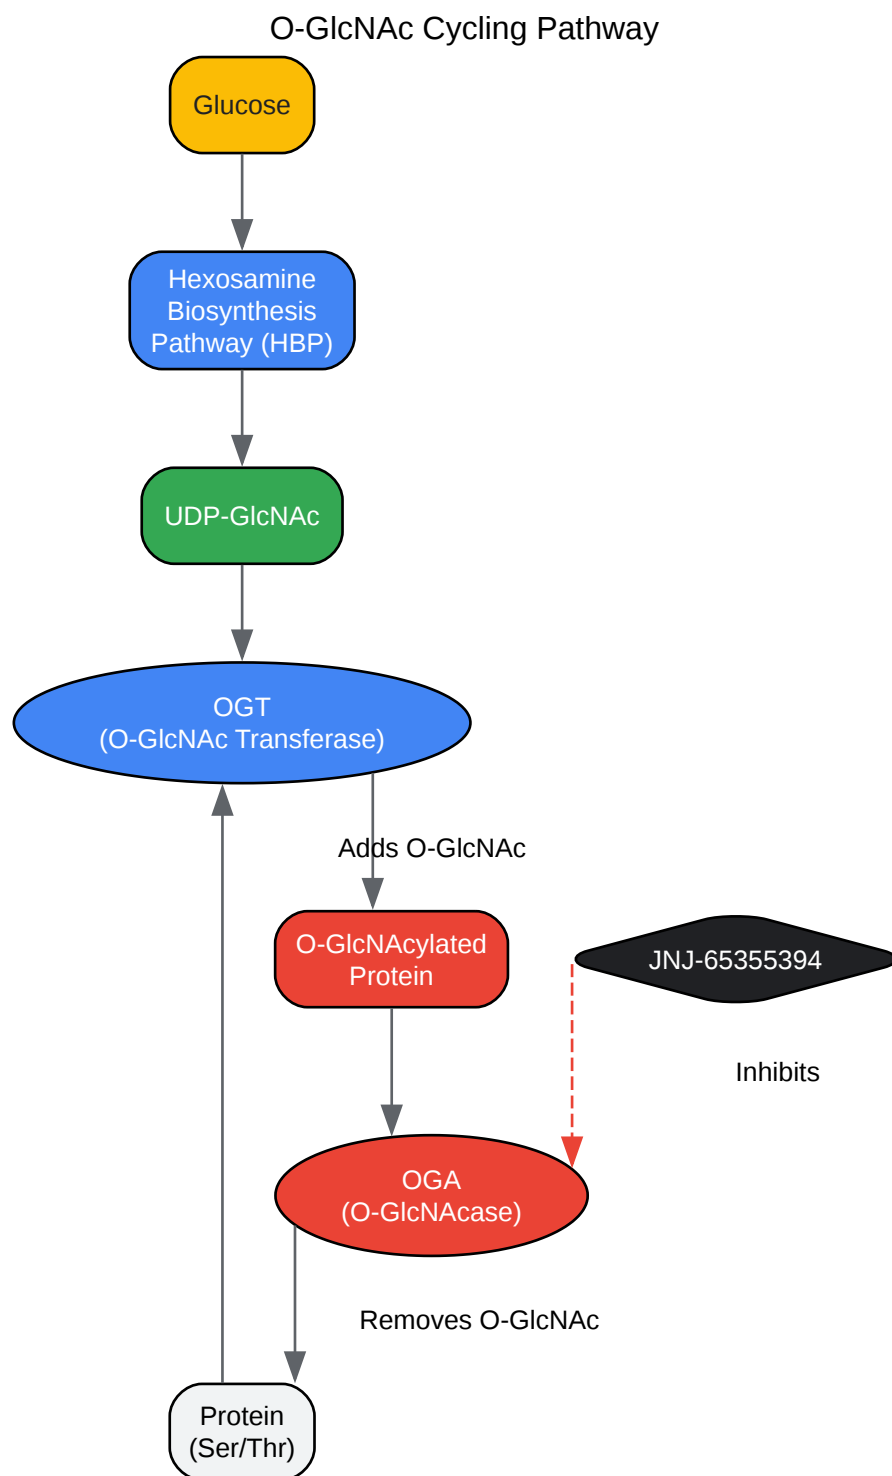 O-GlcNAc Cycling Pathway
Glucose
Hexosamine
Biosynthesis
Pathway (HBP)
UDP-GlcNAc
OGT
(O-GlcNAc Transferase)
Adds O-GlcNAc
O-GlcNAcylated
Protein
JNJ-65355394
Inhibits
OGA
(O-GlcNAcase)
Removes O-GlcNAc
Protein
(Ser/Thr)